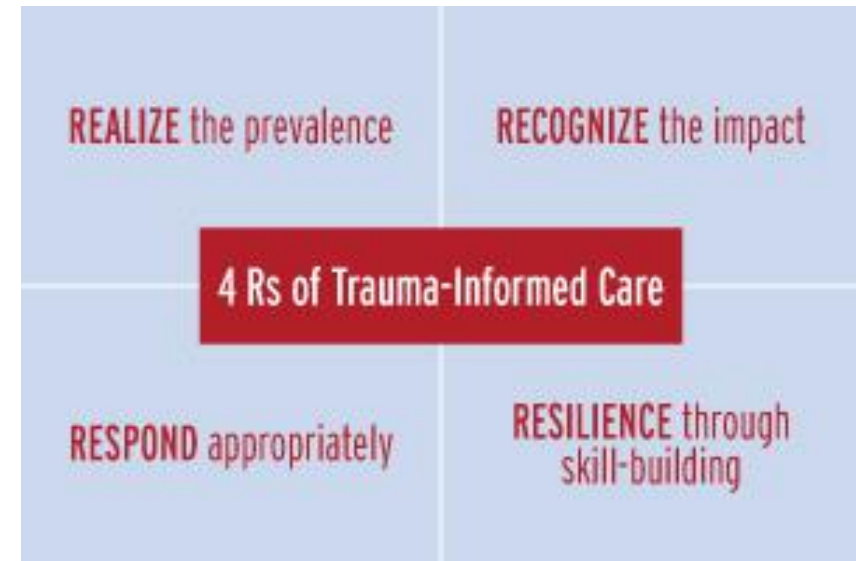 REALIZE the prevalence
RECOGNIZE the impact
4 Rs of Trauma-Informed Care
RESPOND appropriately
RESILIENCE through
skill-building